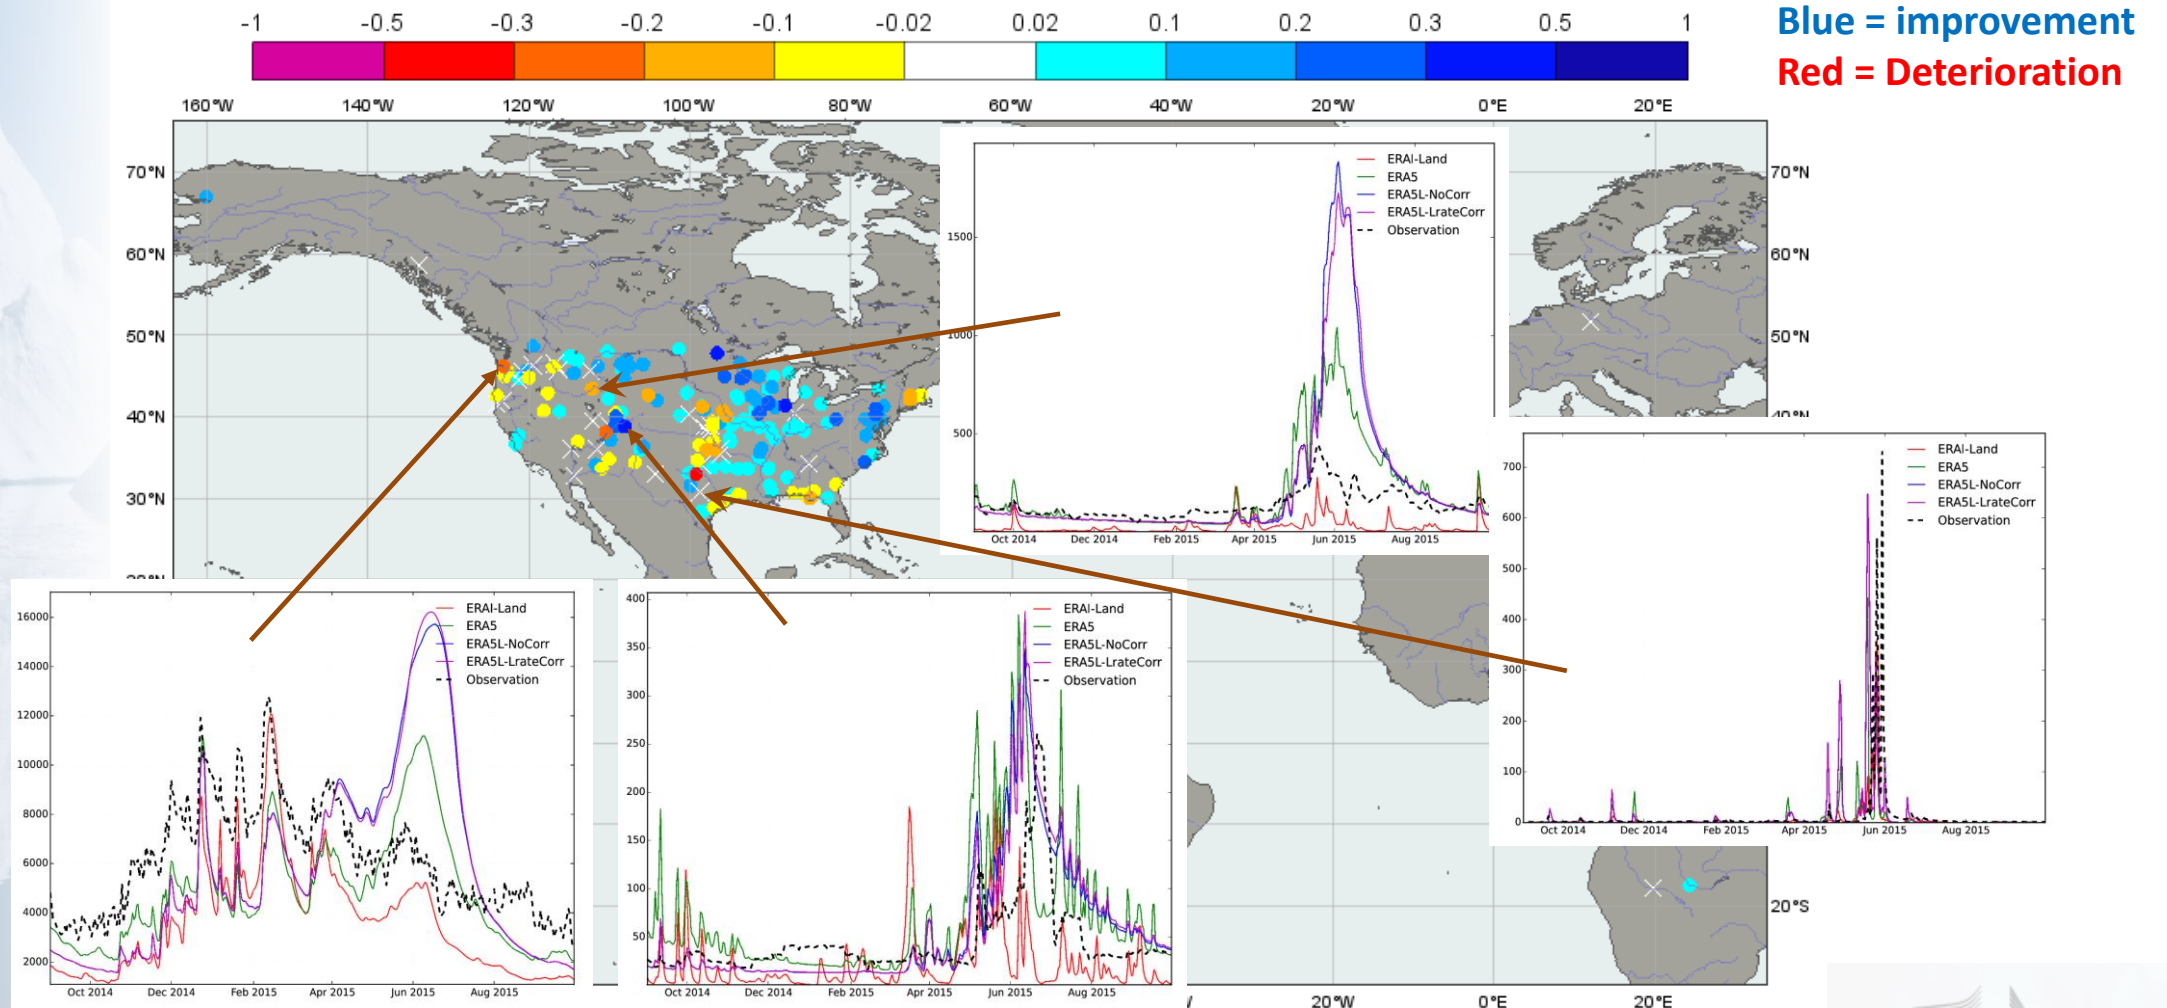 -1 -0.5 -0.3 -0.2 -0.1 -0.02 0.02 0.1 0.2 0.3 0.5 1
Blue = improvement
Red = Deterioration
160°W 140°W 120°W 100°W 80°W 60°W 40°W 20°W 0°E 20°E
70°N
60°N
50°N
40°N
30°N
70°N
60°N
50°N
20°S
20°W 0°E 20°E
ERAI-Land
ERA5
ERA5L-NoCorr
ERA5L-LrateCorr
Observation
1500
1000
500
Oct 2014 Dec 2014 Feb 2015 Apr 2015 Jun 2015 Aug 2015
ERAI-Land
ERA5
ERA5L-NoCorr
ERA5L-LrateCorr
Observation
700
600
500
400
300
200
100
0
Oct 2014 Dec 2014 Feb 2015 Apr 2015 Jun 2015 Aug 2015
ERAI-Land
ERA5
ERA5L-NoCorr
ERA5L-LrateCorr
Observation
16000
14000
12000
10000
8000
6000
4000
2000
Oct 2014 Dec 2014 Feb 2015 Apr 2015 Jun 2015 Aug 2015
ERAI-Land
ERA5
ERA5L-NoCorr
ERA5L-LrateCorr
Observation
400
350
300
250
200
150
100
50
Oct 2014 Dec 2014 Feb 2015 Apr 2015 Jun 2015 Aug 2015